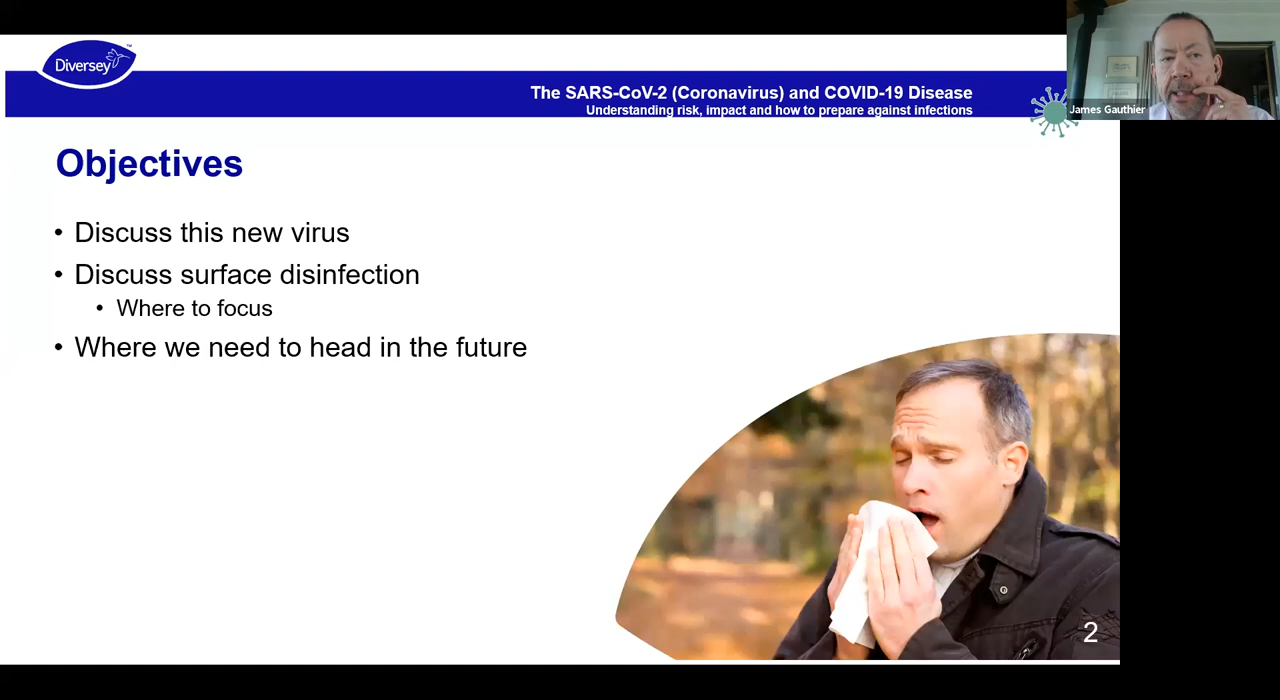 Diversey™
The SARS-CoV-2 (Coronavirus) and COVID-19 Disease
Understanding risk, impact and how to prepare against infections
James Gauthier
Objectives
• Discuss this new virus
• Discuss surface disinfection
• Where to focus
• Where we need to head in the future
2